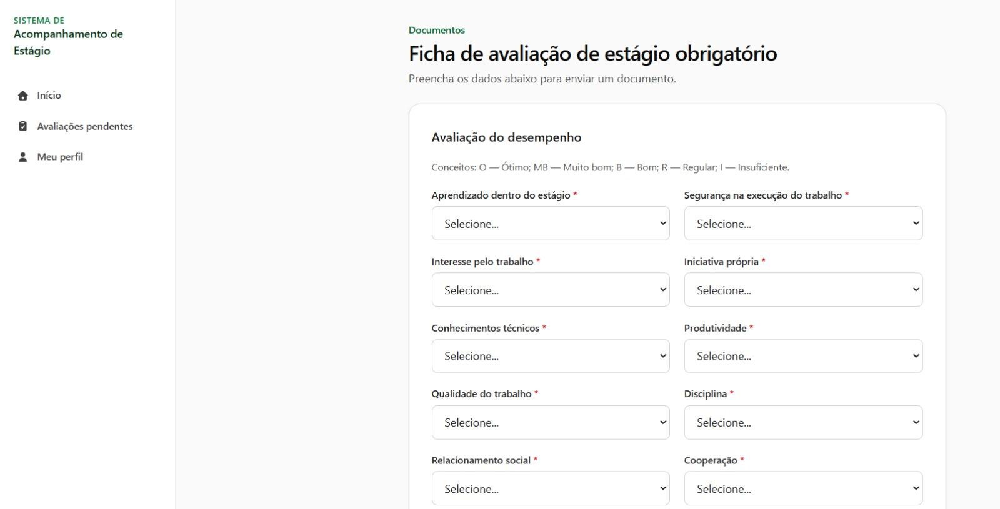 SISTEMA DE
Acompanhamento de
Estágio
Início
Avaliações pendentes
Meu perfil
Documentos
Ficha de avaliação de estágio obrigatório
Preencha os dados abaixo para enviar um documento.
Avaliação do desempenho
Conceitos: O — Ótimo; MB — Muito bom; B — Bom; R — Regular; I — Insuficiente.
Aprendizado dentro do estágio *
Selecione...
Segurança na execução do trabalho *
Selecione...
Interesse pelo trabalho *
Selecione...
Iniciativa própria *
Selecione...
Conhecimentos técnicos *
Selecione...
Produtividade *
Selecione...
Qualidade do trabalho *
Selecione...
Disciplina *
Selecione...
Relacionamento social *
Selecione...
Cooperação *
Selecione...